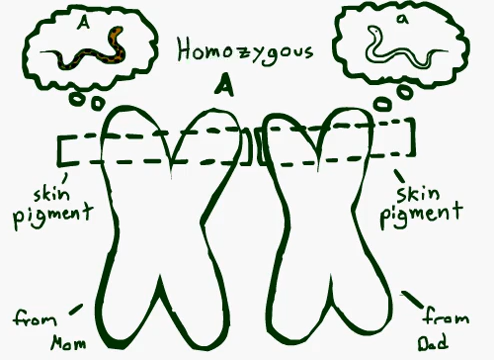 A
Homozygous
A
a
skin
pigment
skin
pigment
from
Mom
from
Dad